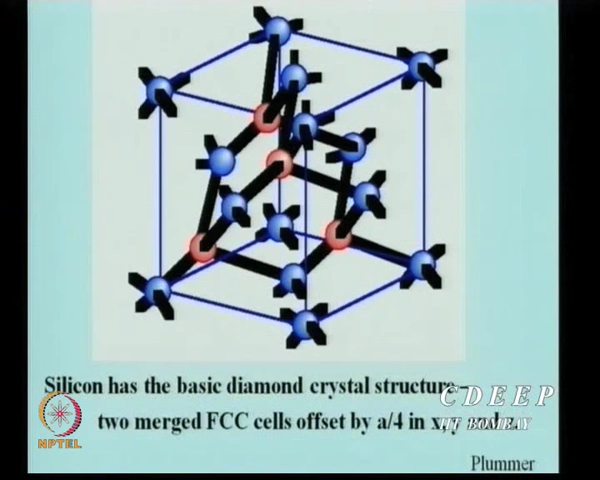 Silicon has the basic diamond crystal structure –
CDEEP
two merged FCC cells offset by a/4 in x, y and z.
IIT BOMBAY
NPTEL
Plummer